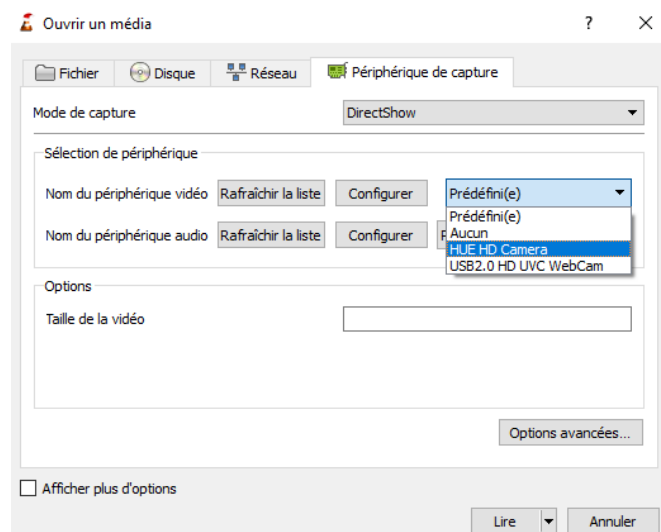 Ouvrir un média
Fichier Disque Réseau Périphérique de capture
Mode de capture DirectShow
Sélection de périphérique
Nom du périphérique vidéo Rafraîchir la liste Configurer Prédéfini(e)
Prédéfini(e)
Aucun
Nom du périphérique audio Rafraîchir la liste Configurer
HUE HD Camera
USB2.0 HD UVC WebCam
Options
Taille de la vidéo
Options avancées...
Afficher plus d'options
Lire Annuler